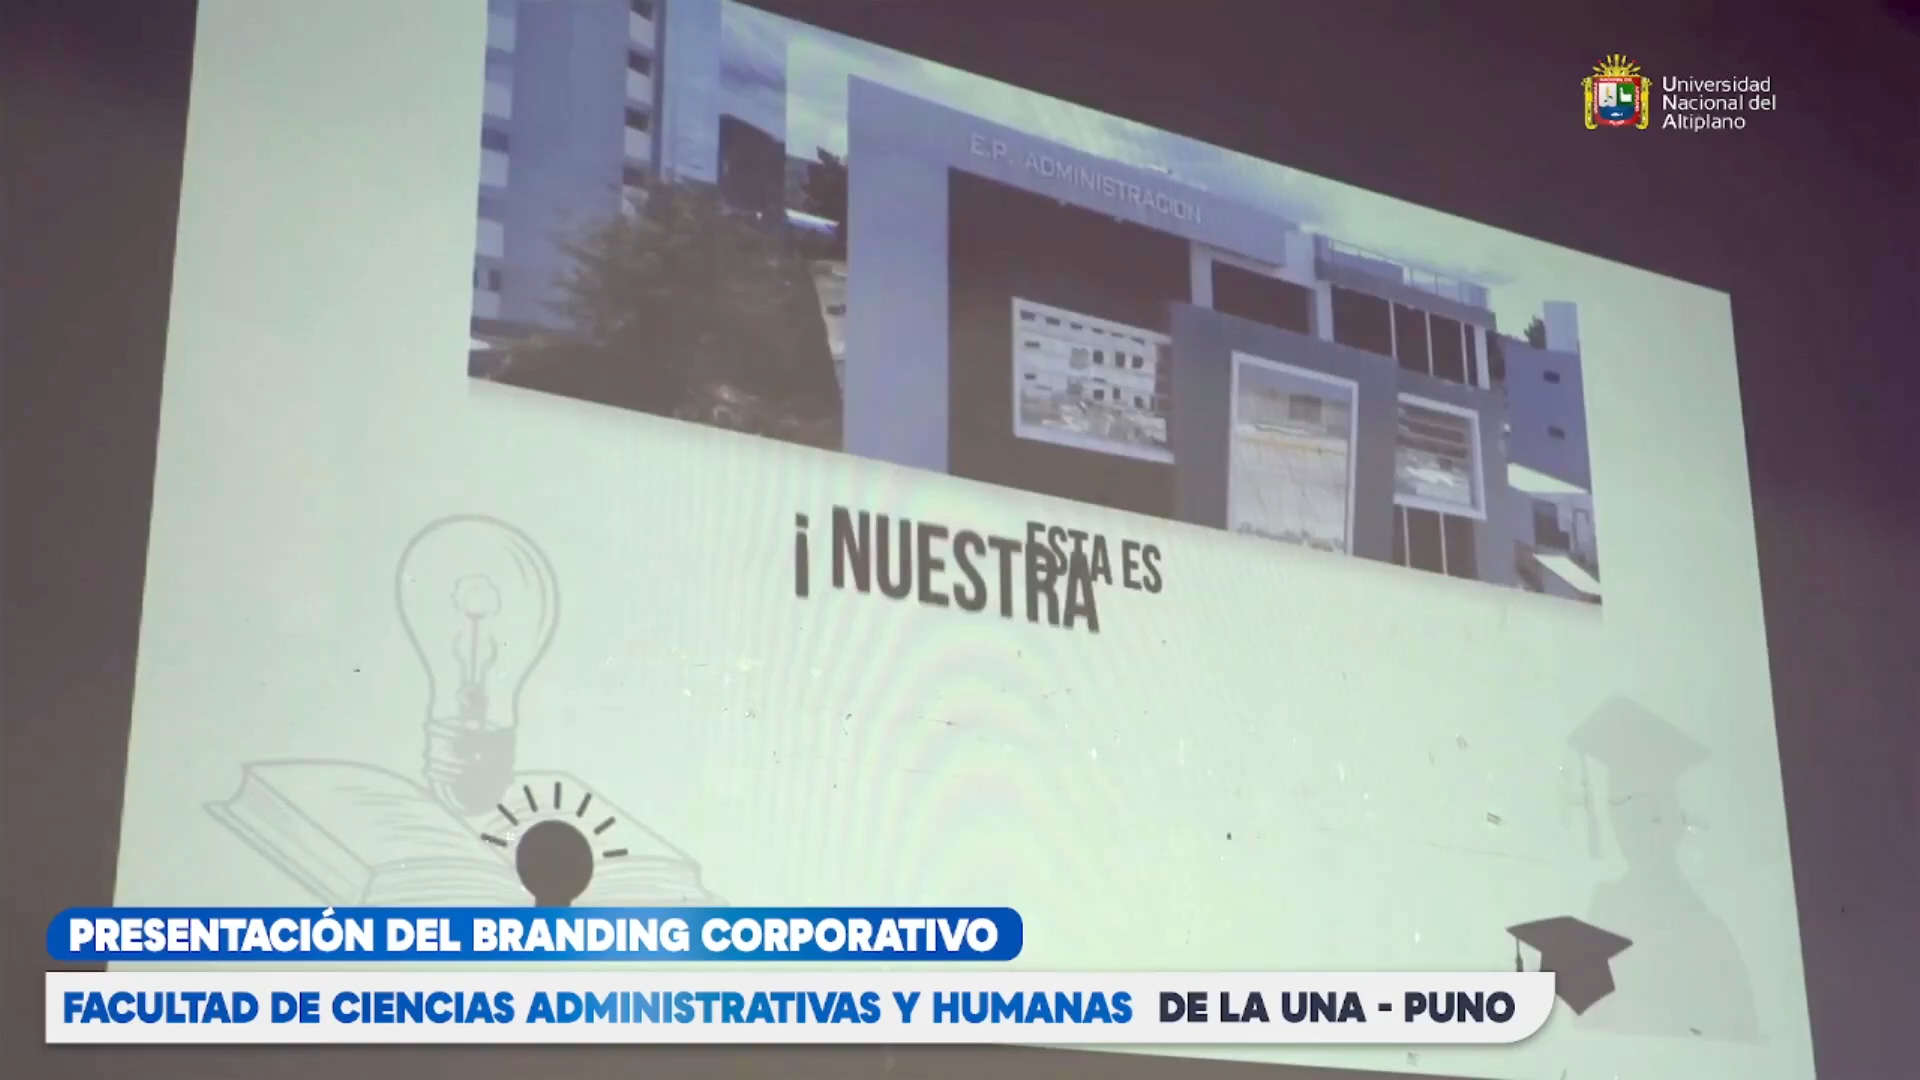 Universidad
Nacional del
Altiplano
E.P. ADMINISTRACION
ESTA ES
¡ NUESTRA
PRESENTACIÓN DEL BRANDING CORPORATIVO
FACULTAD DE CIENCIAS ADMINISTRATIVAS Y HUMANAS DE LA UNA - PUNO